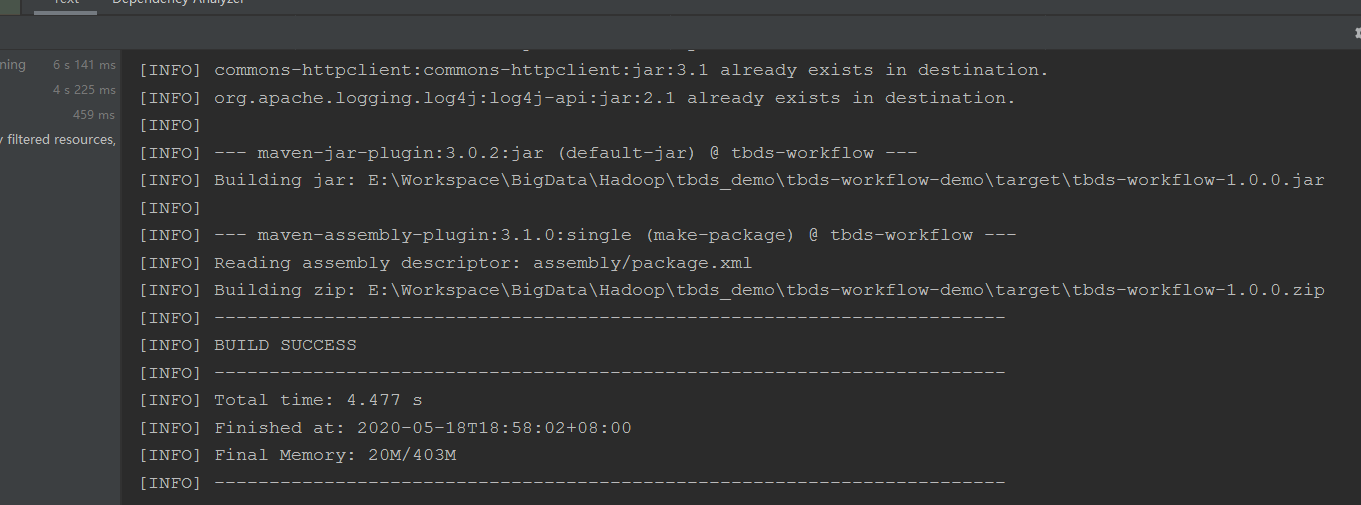 Text Dependency Analyzer
ning 6 s 141 ms
4 s 225 ms
459 ms
y filtered resources,
[INFO] commons-httpclient:commons-httpclient:jar:3.1 already exists in destination.
[INFO] org.apache.logging.log4j:log4j-api:jar:2.1 already exists in destination.
[INFO]
[INFO] --- maven-jar-plugin:3.0.2:jar (default-jar) @ tbds-workflow ---
[INFO] Building jar: E:\Workspace\BigData\Hadoop\tbds_demo\tbds-workflow-demo\target\tbds-workflow-1.0.0.jar
[INFO]
[INFO] --- maven-assembly-plugin:3.1.0:single (make-package) @ tbds-workflow ---
[INFO] Reading assembly descriptor: assembly/package.xml
[INFO] Building zip: E:\Workspace\BigData\Hadoop\tbds_demo\tbds-workflow-demo\target\tbds-workflow-1.0.0.zip
[INFO] ------------------------------------------------------------------------
[INFO] BUILD SUCCESS
[INFO] ------------------------------------------------------------------------
[INFO] Total time: 4.477 s
[INFO] Finished at: 2020-05-18T18:58:02+08:00
[INFO] Final Memory: 20M/403M
[INFO] ------------------------------------------------------------------------